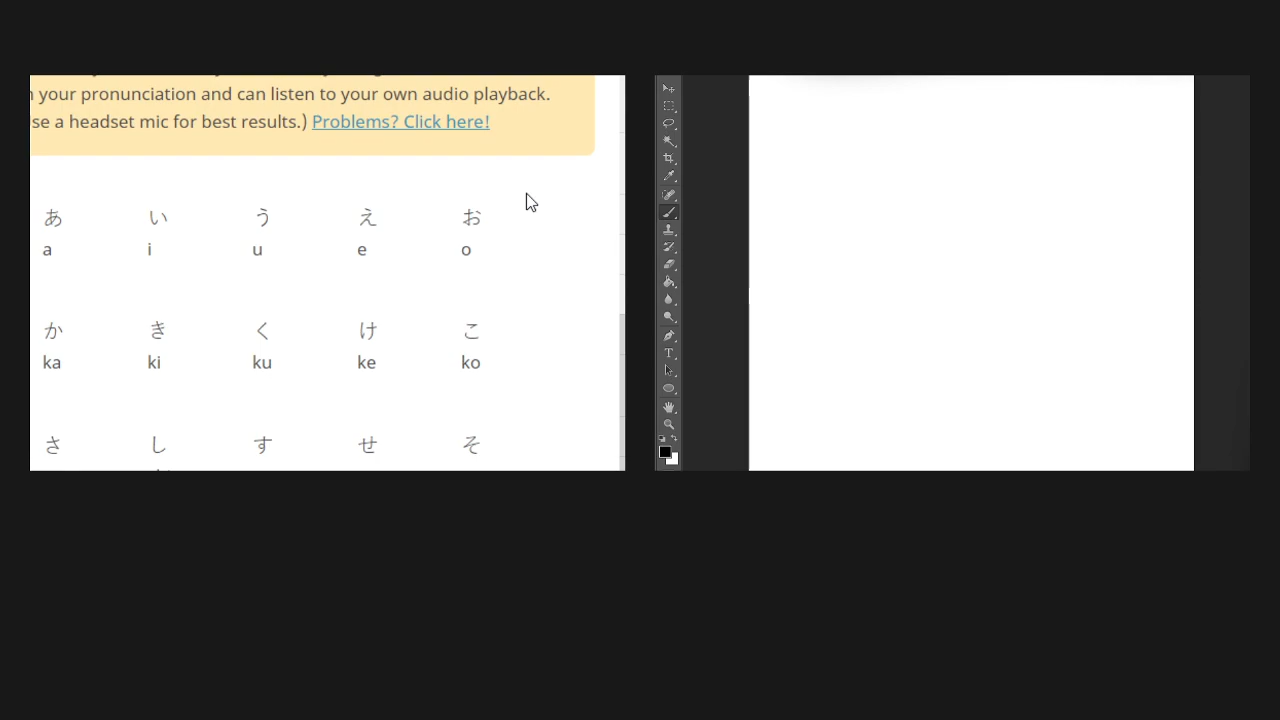 your pronunciation and can listen to your own audio playback.
se a headset mic for best results.) Problems? Click here!
あ い う え お
a i u e o
か き く け こ
ka ki ku ke ko
さ し す せ そ